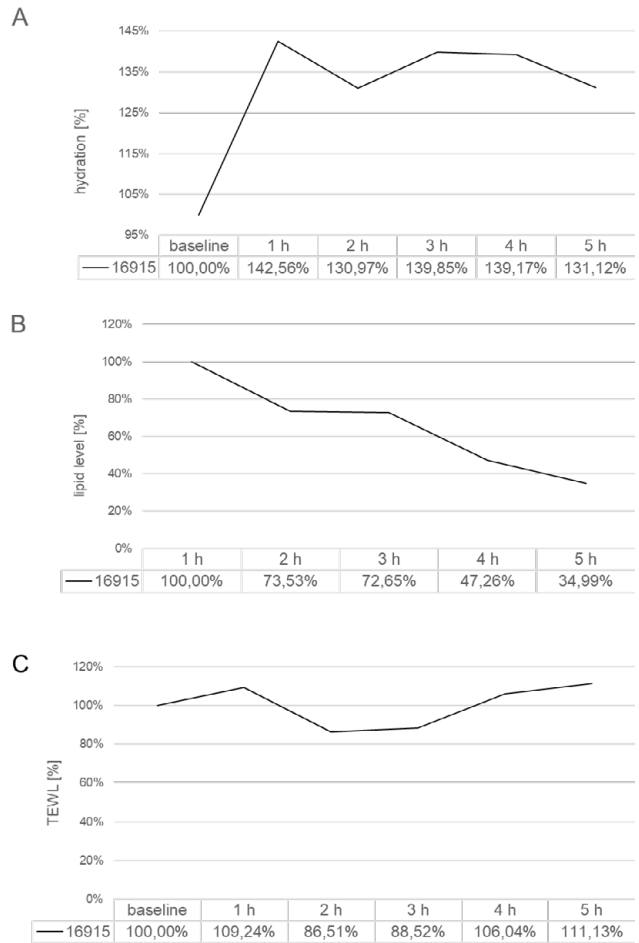 A
145%
135%
125%
115%
105%
95%
hydration [%]
baseline 1 h 2 h 3 h 4 h 5 h
16915 100,00% 142,56% 130,97% 139,85% 139,17% 131,12%
B
120%
100%
80%
60%
40%
20%
0%
lipid level [%]
1 h 2 h 3 h 4 h 5 h
16915 100,00% 73,53% 72,65% 47,26% 34,99%
C
120%
100%
80%
60%
40%
20%
0%
TEWL [%]
baseline 1 h 2 h 3 h 4 h 5 h
16915 100,00% 109,24% 86,51% 88,52% 106,04% 111,13%